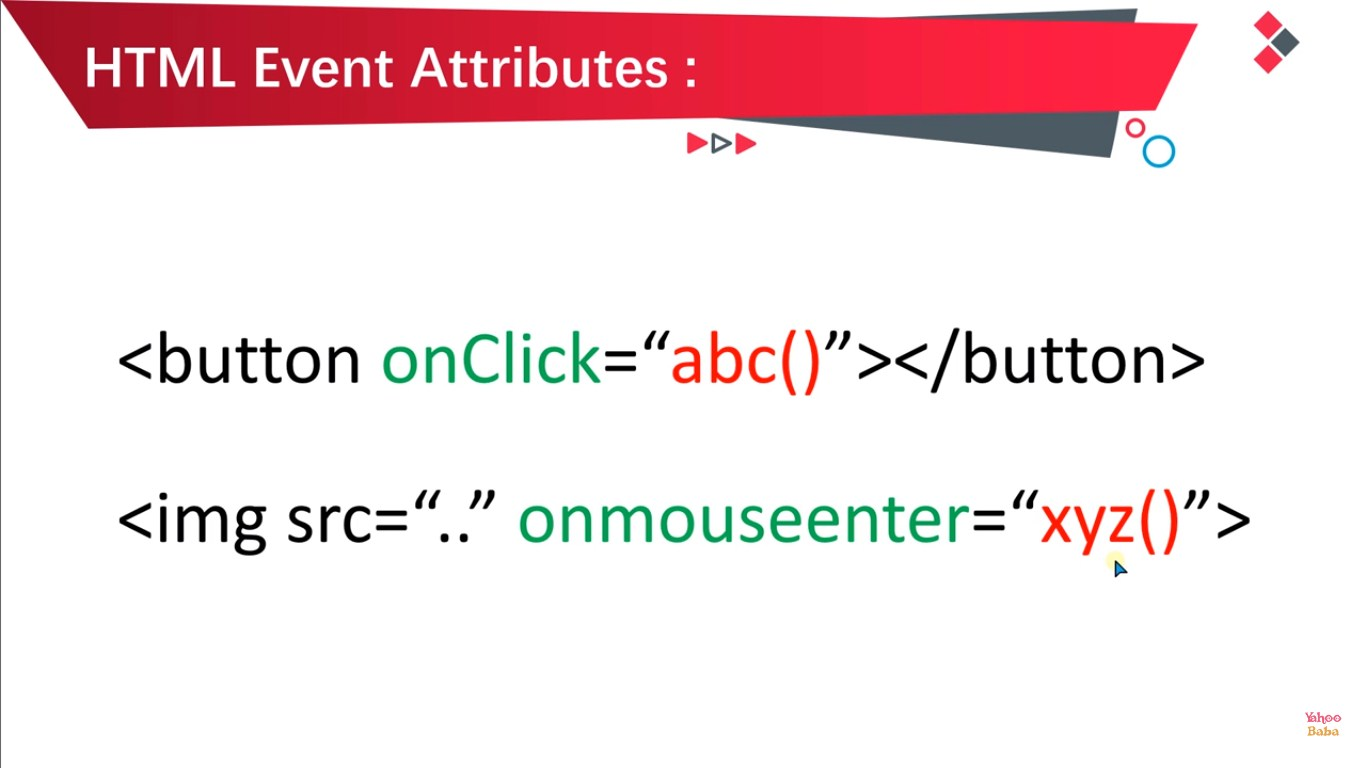 HTML Event Attributes :
<button onClick=“abc()”></button>
<img src=“..” onmouseenter=“xyz()”>
Yahoo
Baba